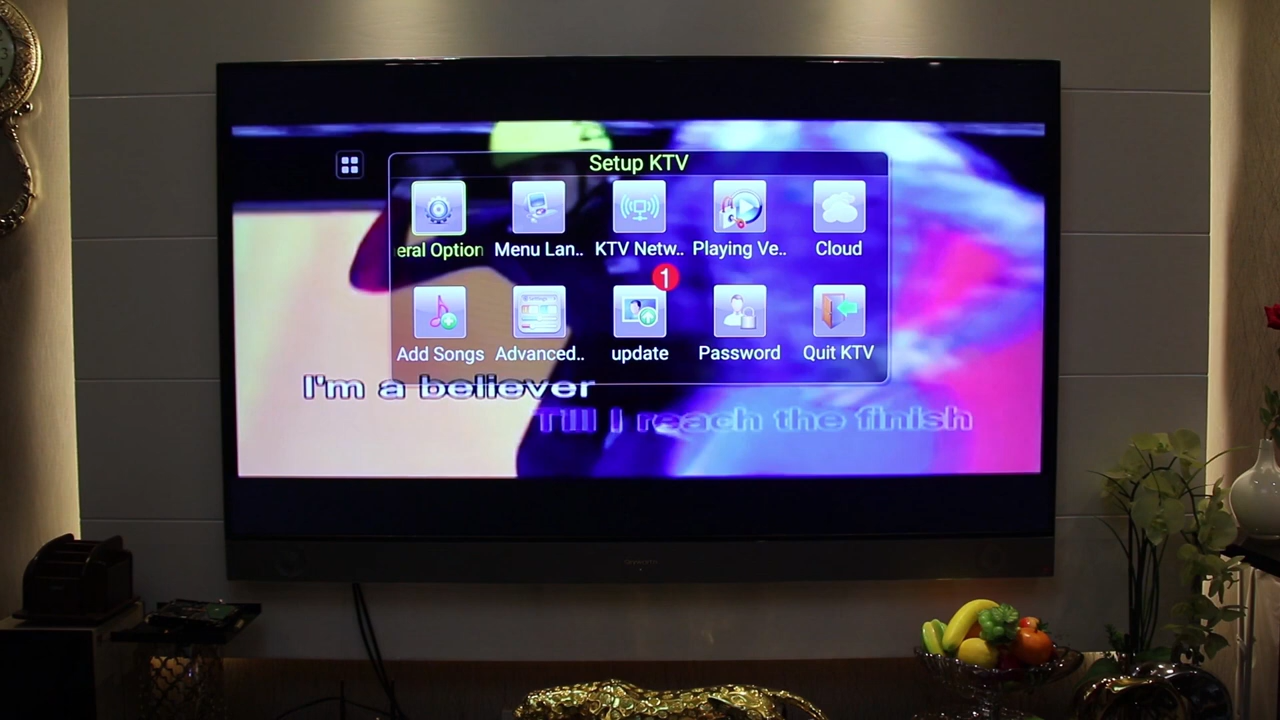 Setup KTV
eral Option Menu Lan.. KTV Netw.. Playing Ve.. Cloud
1
Add Songs Advanced.. update Password Quit KTV
I'm a believer
Till I reach the finish